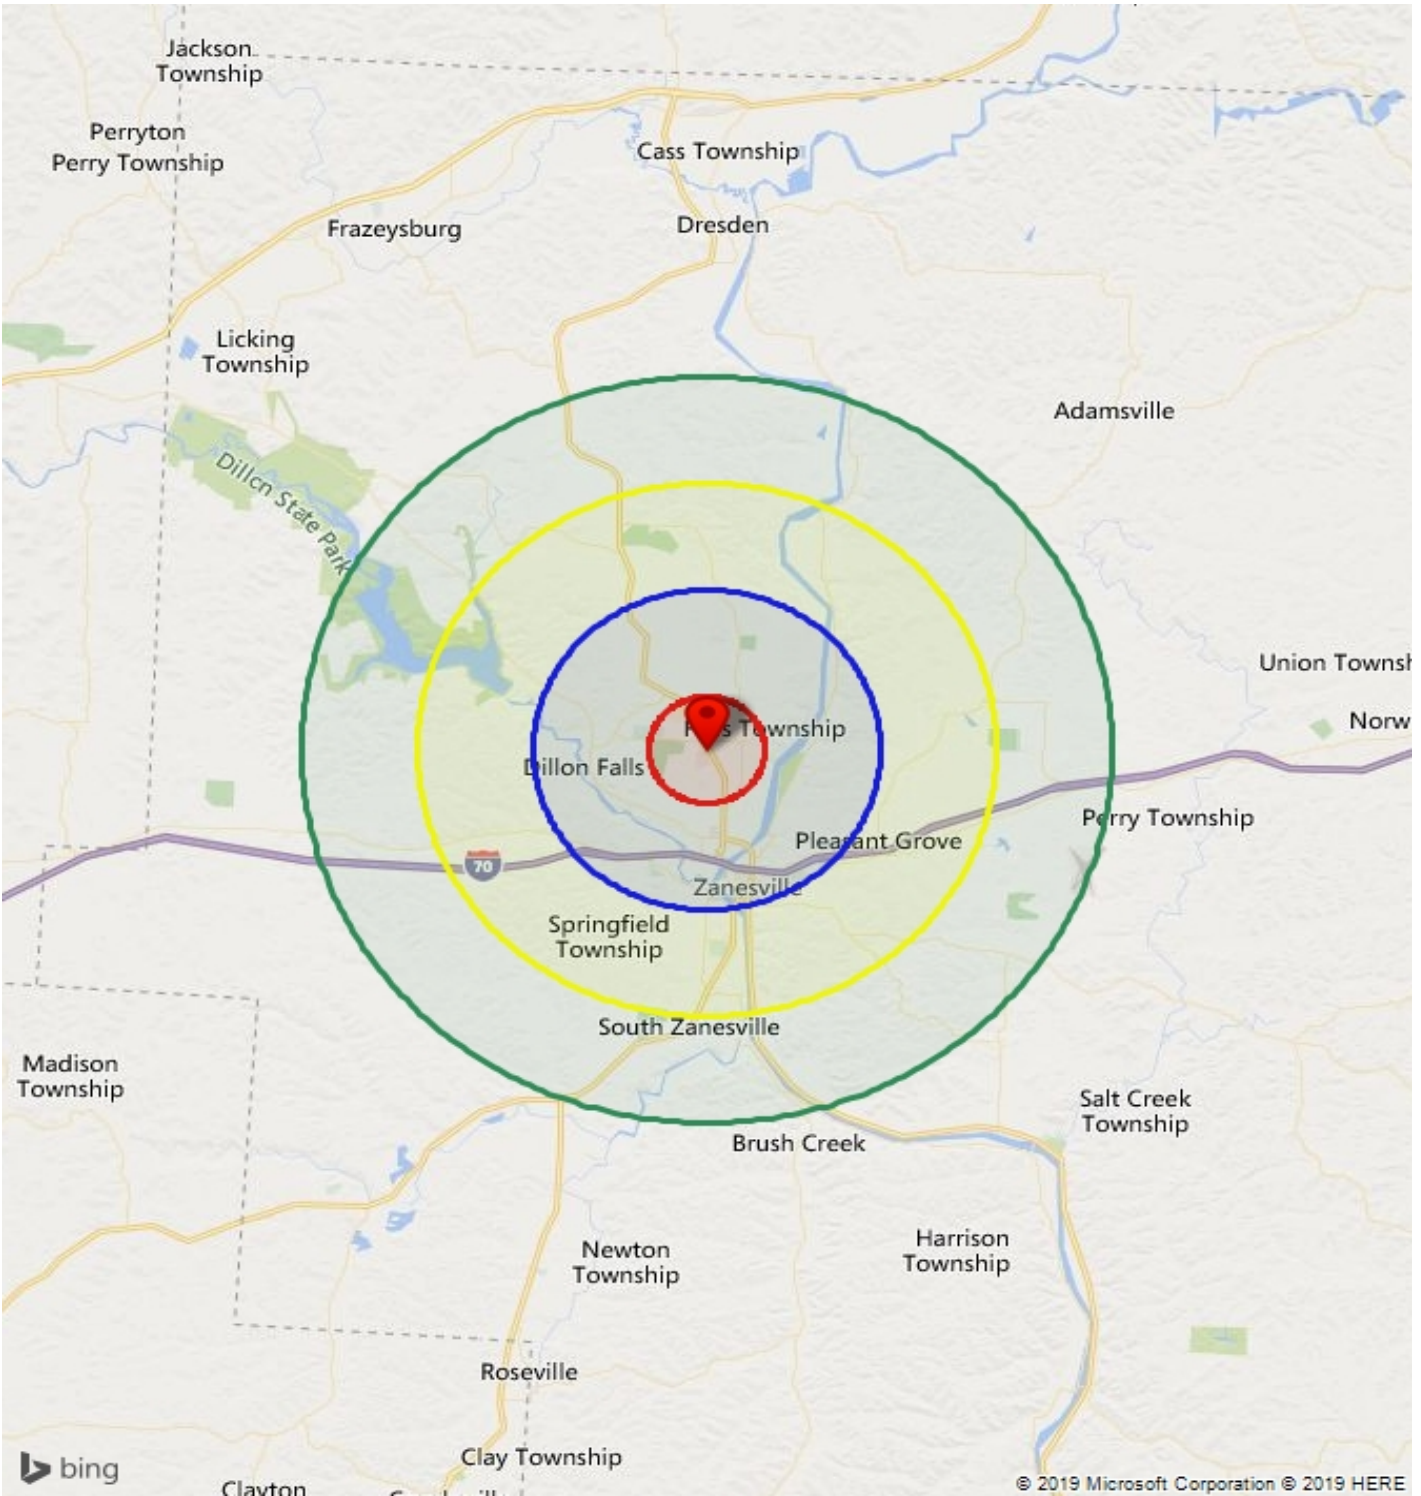 Jackson
Township
Perryton
Perry Township
Cass Township
Frazeysburg
Dresden
Licking
Township
Adamsville
Dillon State Park
Union
Norw
Township
Dillon Falls
Perry Township
Pleasant Grove
70
Zanesville
Springfield
Township
South Zanesville
Madison
Township
Salt Creek
Township
Brush Creek
Harrison
Township
Newton
Township
Roseville
Clay Township
bing
Clayton
© 2019 Microsoft Corporation © 2019 HERE